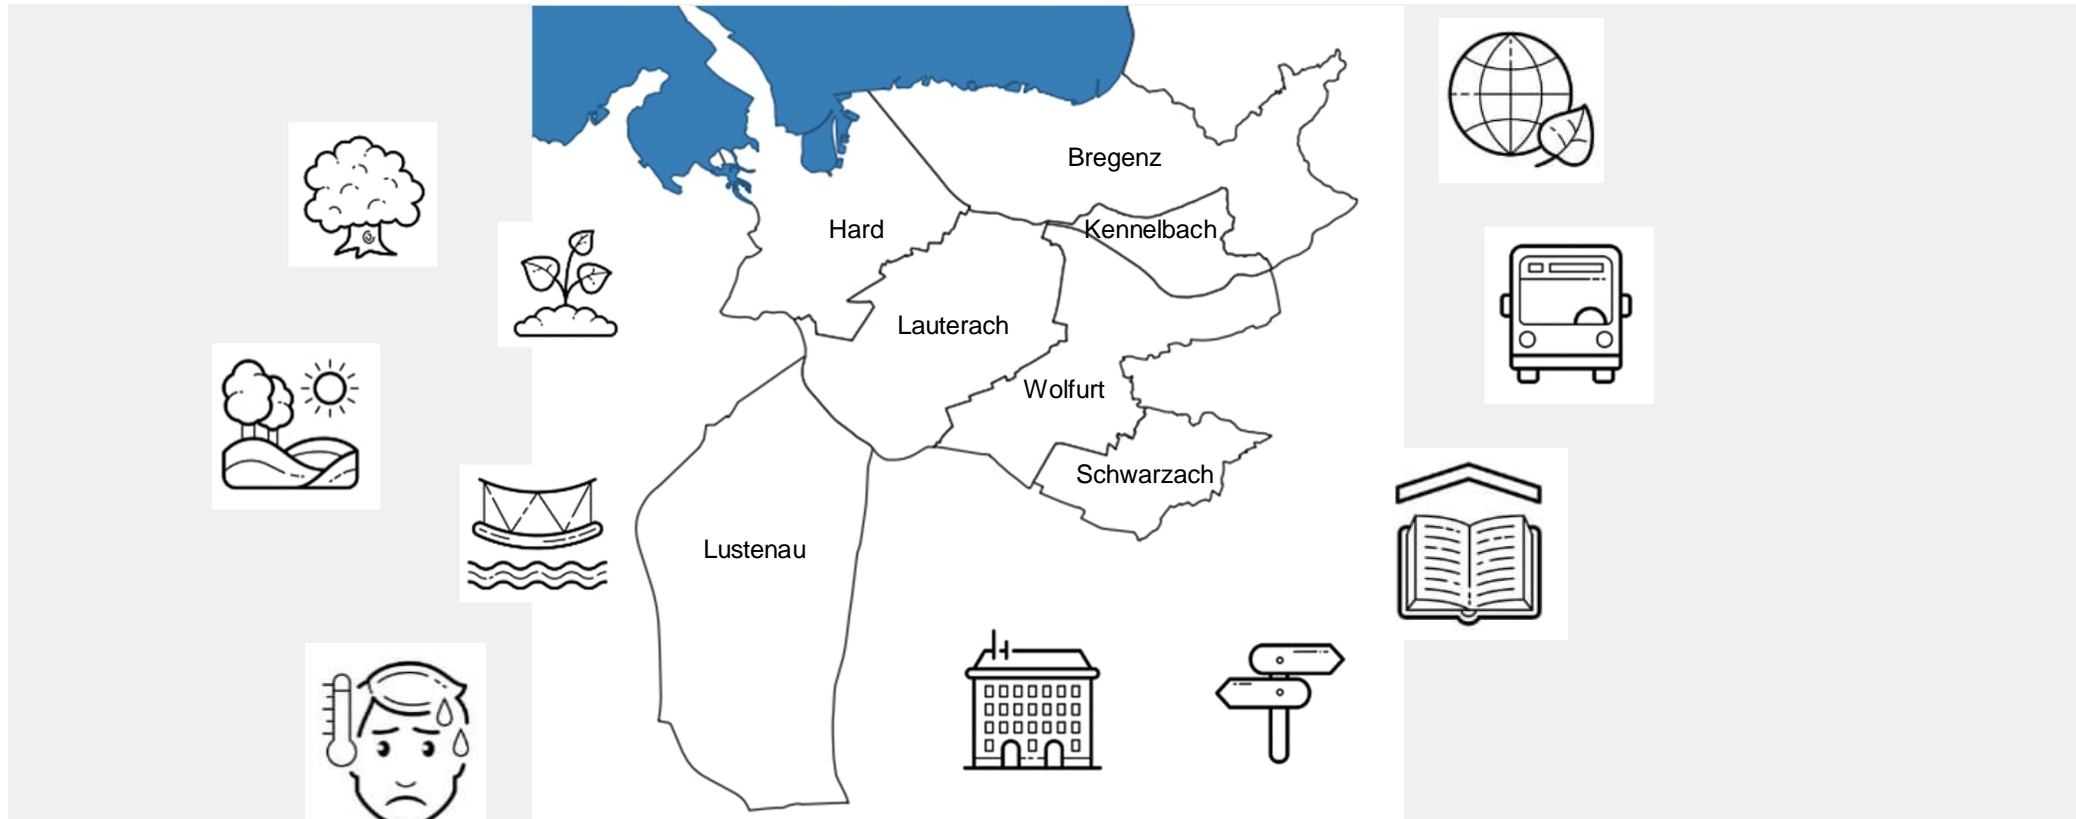 Bregenz
Hard
Kennelbach
Lauterach
Wolfurt
Schwarzach
Lustenau